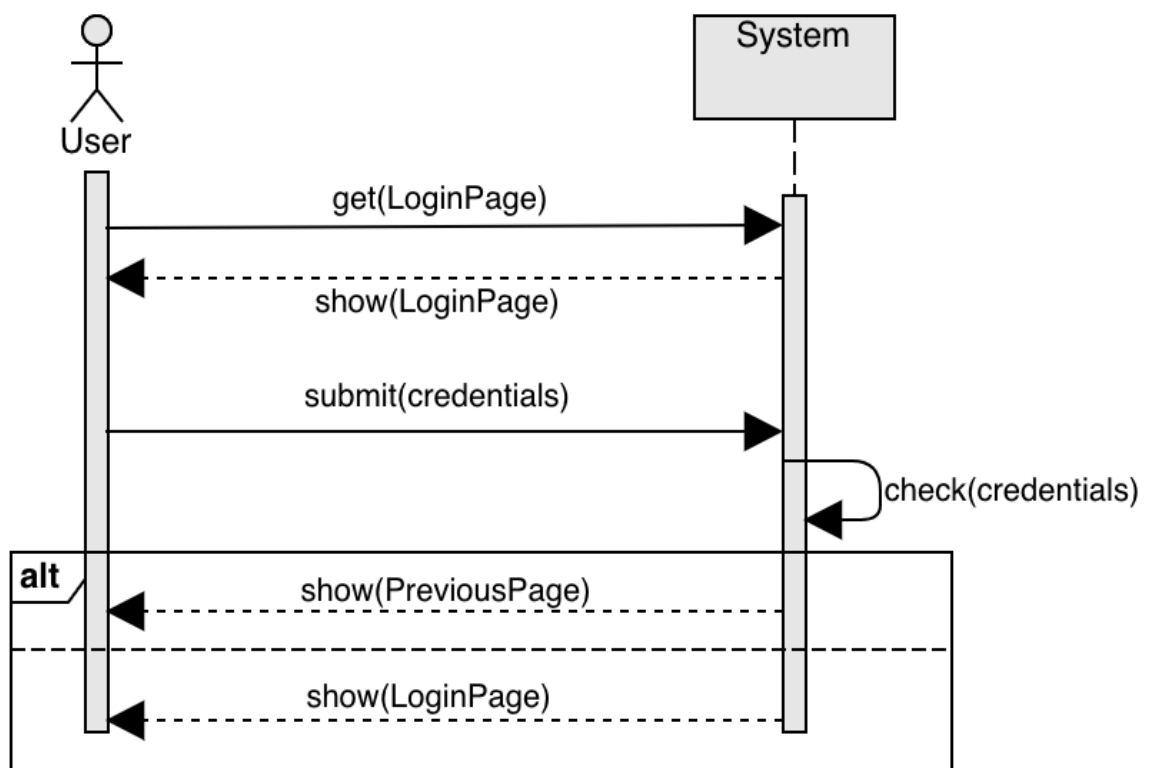 System
User
get(LoginPage)
show(LoginPage)
submit(credentials)
check(credentials)
alt
show(PreviousPage)
show(LoginPage)